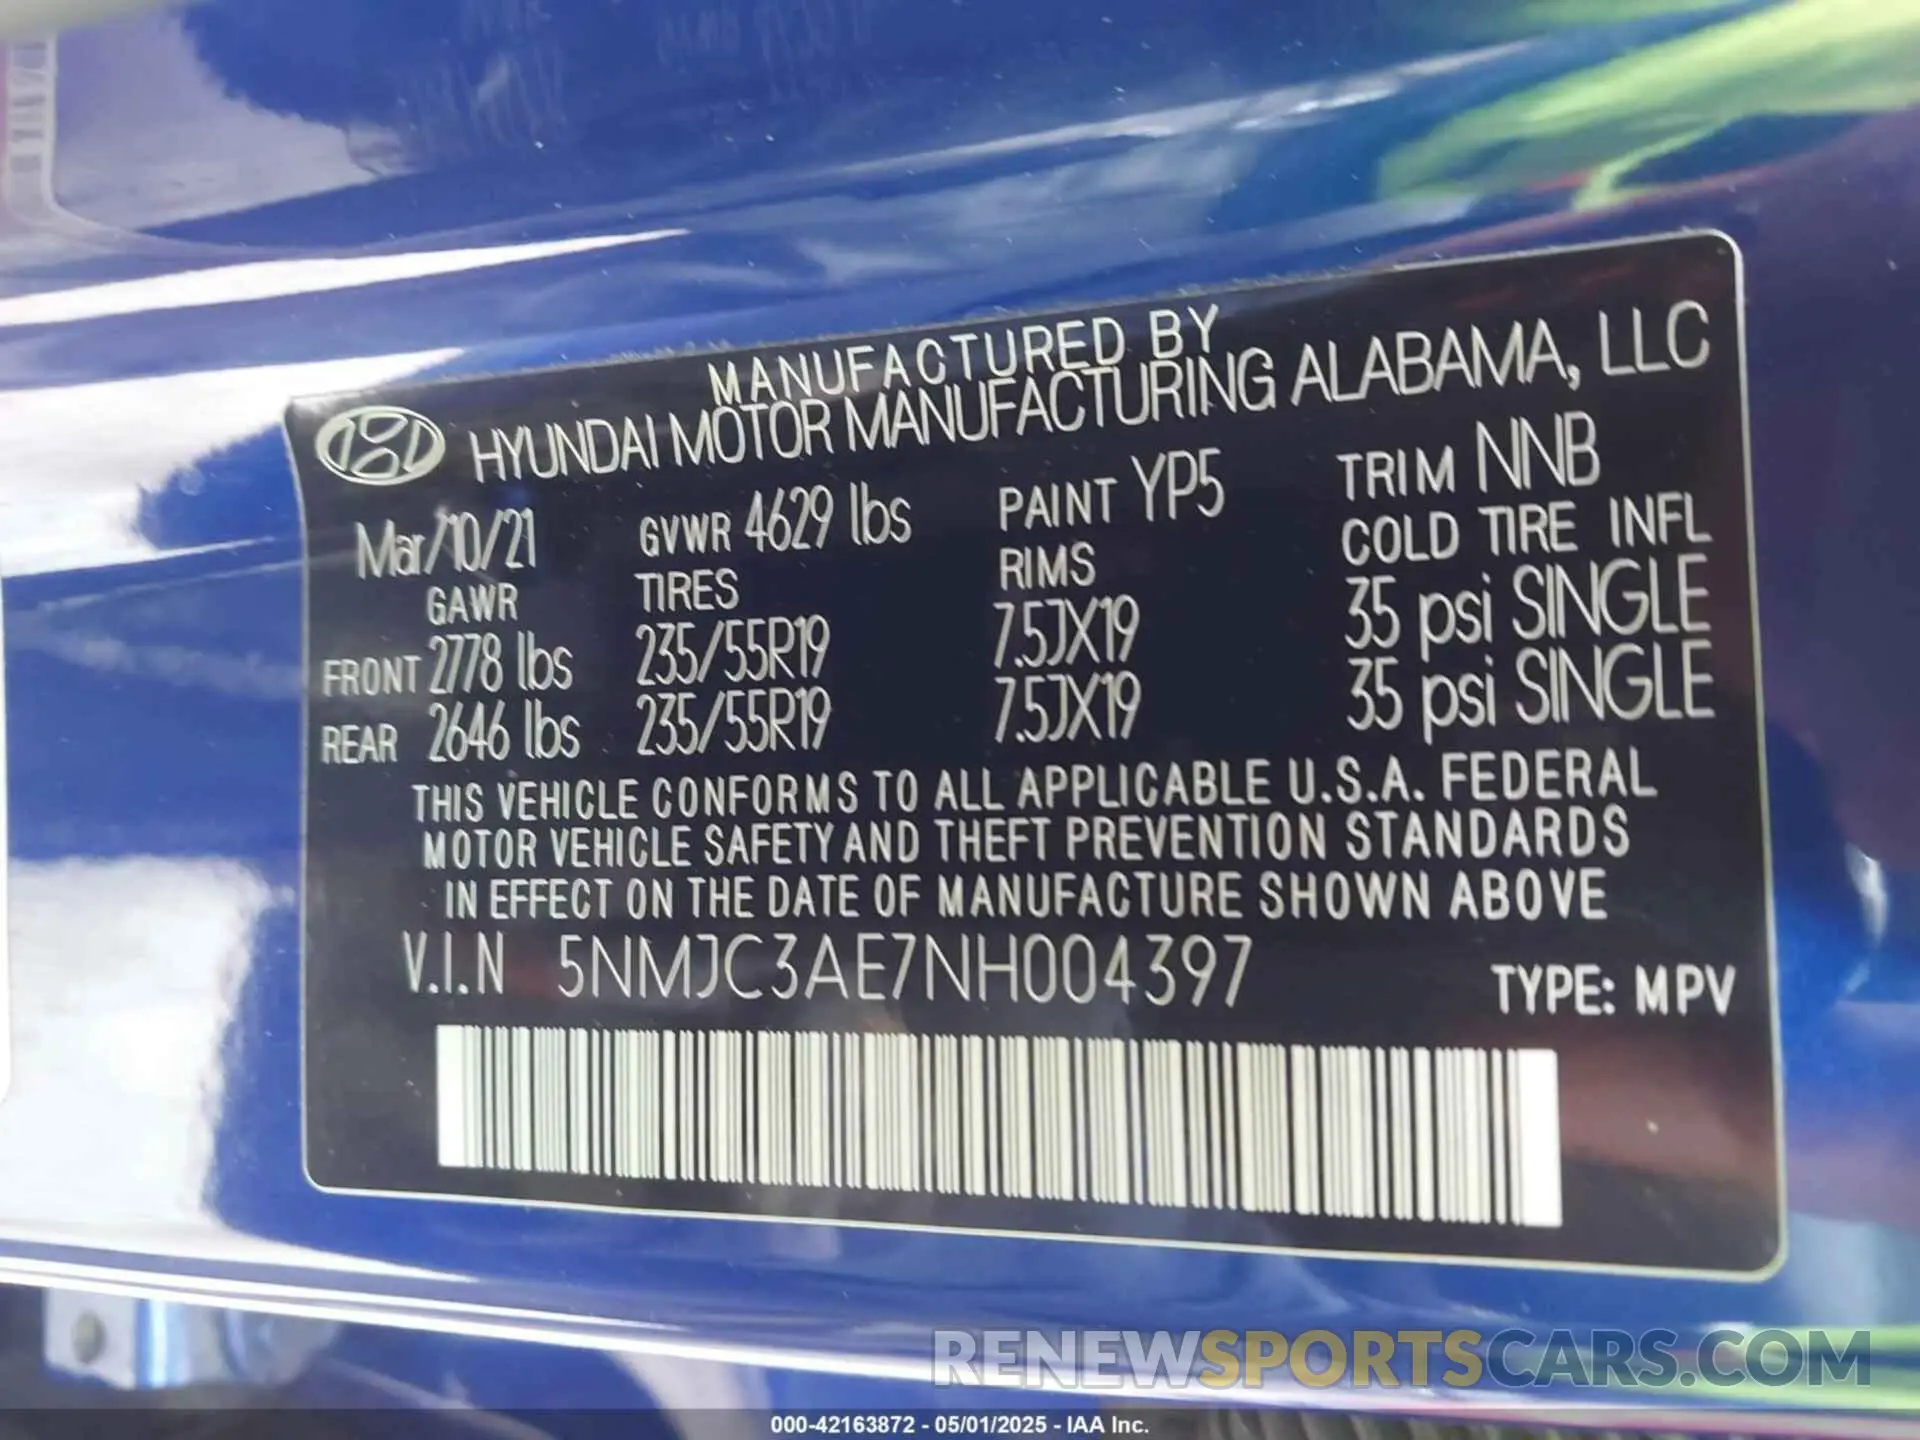 MANUFACTURED BY
HYUNDAI MOTOR MANUFACTURING ALABAMA, LLC
Mar/10/21 GVWR 4629 lbs PAINT YP5 TRIM NNB
GAWR TIRES RIMS COLD TIRE INFL
FRONT 2778 lbs 235/55R19 7.5JX19 35 psi SINGLE
REAR 2646 lbs 235/55R19 7.5JX19 35 psi SINGLE
THIS VEHICLE CONFORMS TO ALL APPLICABLE U.S.A. FEDERAL
MOTOR VEHICLE SAFETY AND THEFT PREVENTION STANDARDS
IN EFFECT ON THE DATE OF MANUFACTURE SHOWN ABOVE
V.I.N 5NMJC3AE7NH004397 TYPE: MPV
RENEWSPORTSCARS.COM
000-42163872 - 05/01/2025 - IAA Inc.